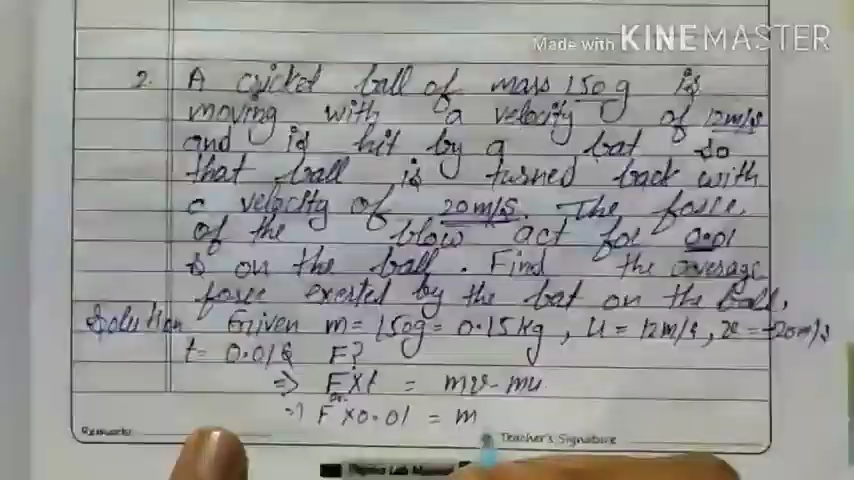 Made with KINEMASTER
2. A cricket ball of mass 150g is
moving with a velocity of 12m/s
and is hit by a bat so
that ball is turned back with
a velocity of 20m/s. The force
of the blow act for 0.01
s on the ball. Find the average
force exerted by the bat on the ball.
Solution Given m = 150g = 0.15kg, u = 12m/s, v = -20m/s
t = 0.01s F?
⇒ F×t = mv - mu
⇒ F×0.01 = m
Remarks
Teacher's Signature
Physics Lab Manual